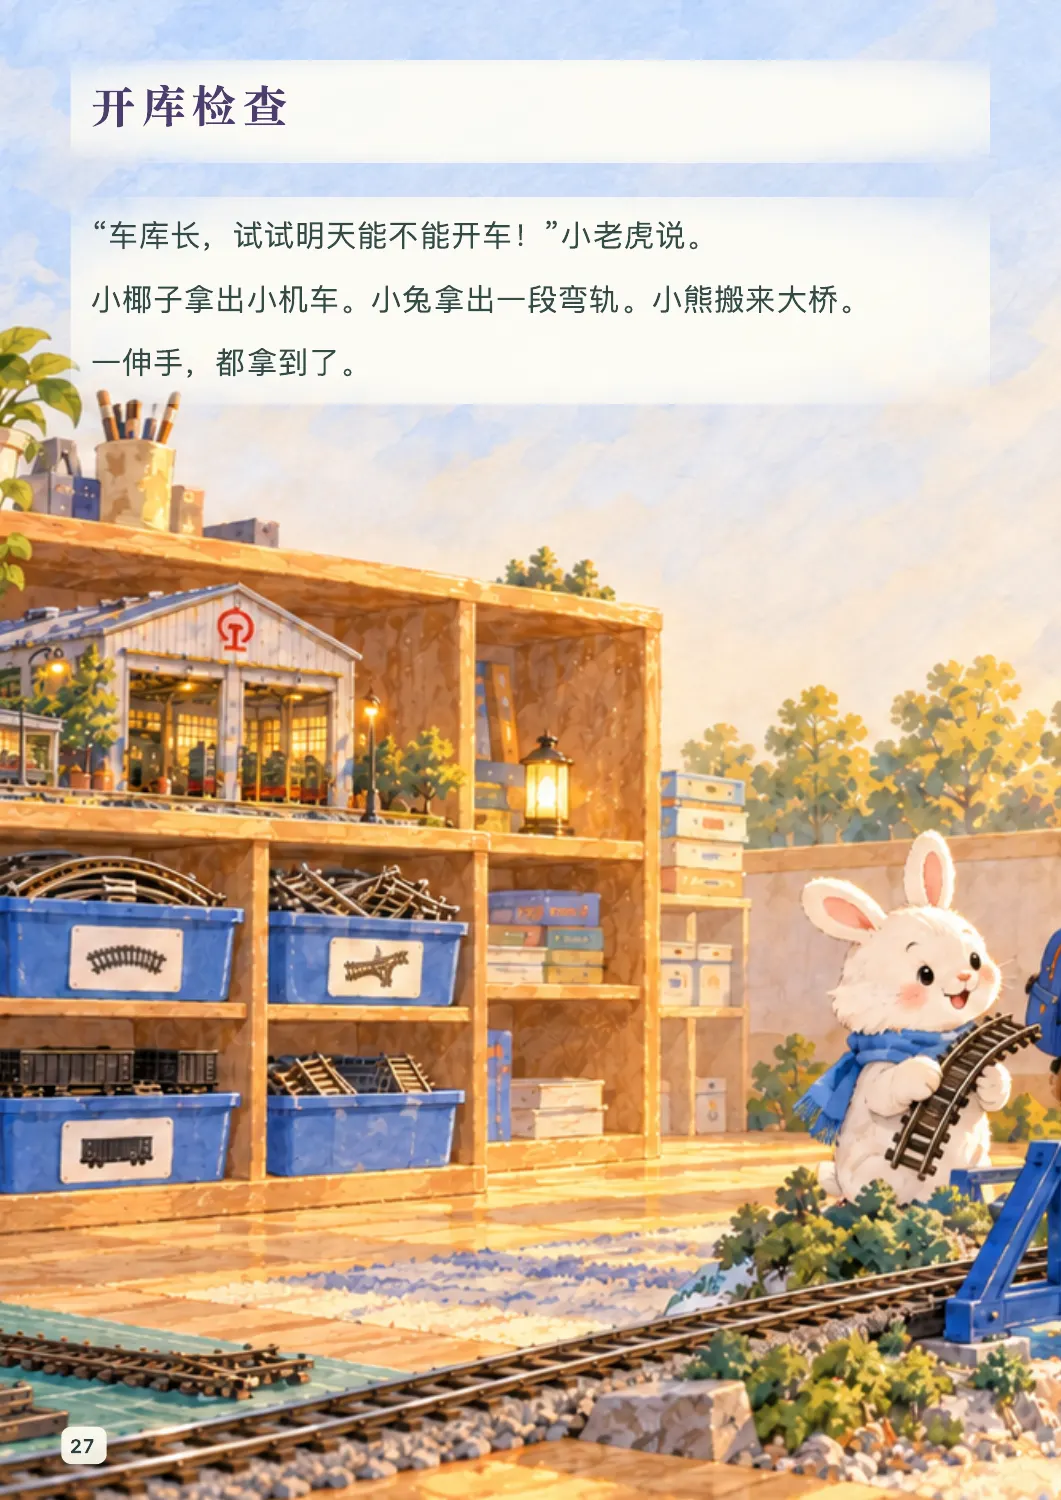 开库检查
“车库长，试试明天能不能开车！”小老虎说。
小椰子拿出小机车。小兔拿出一段弯轨。小熊搬来大桥。
一伸手，都拿到了。
27